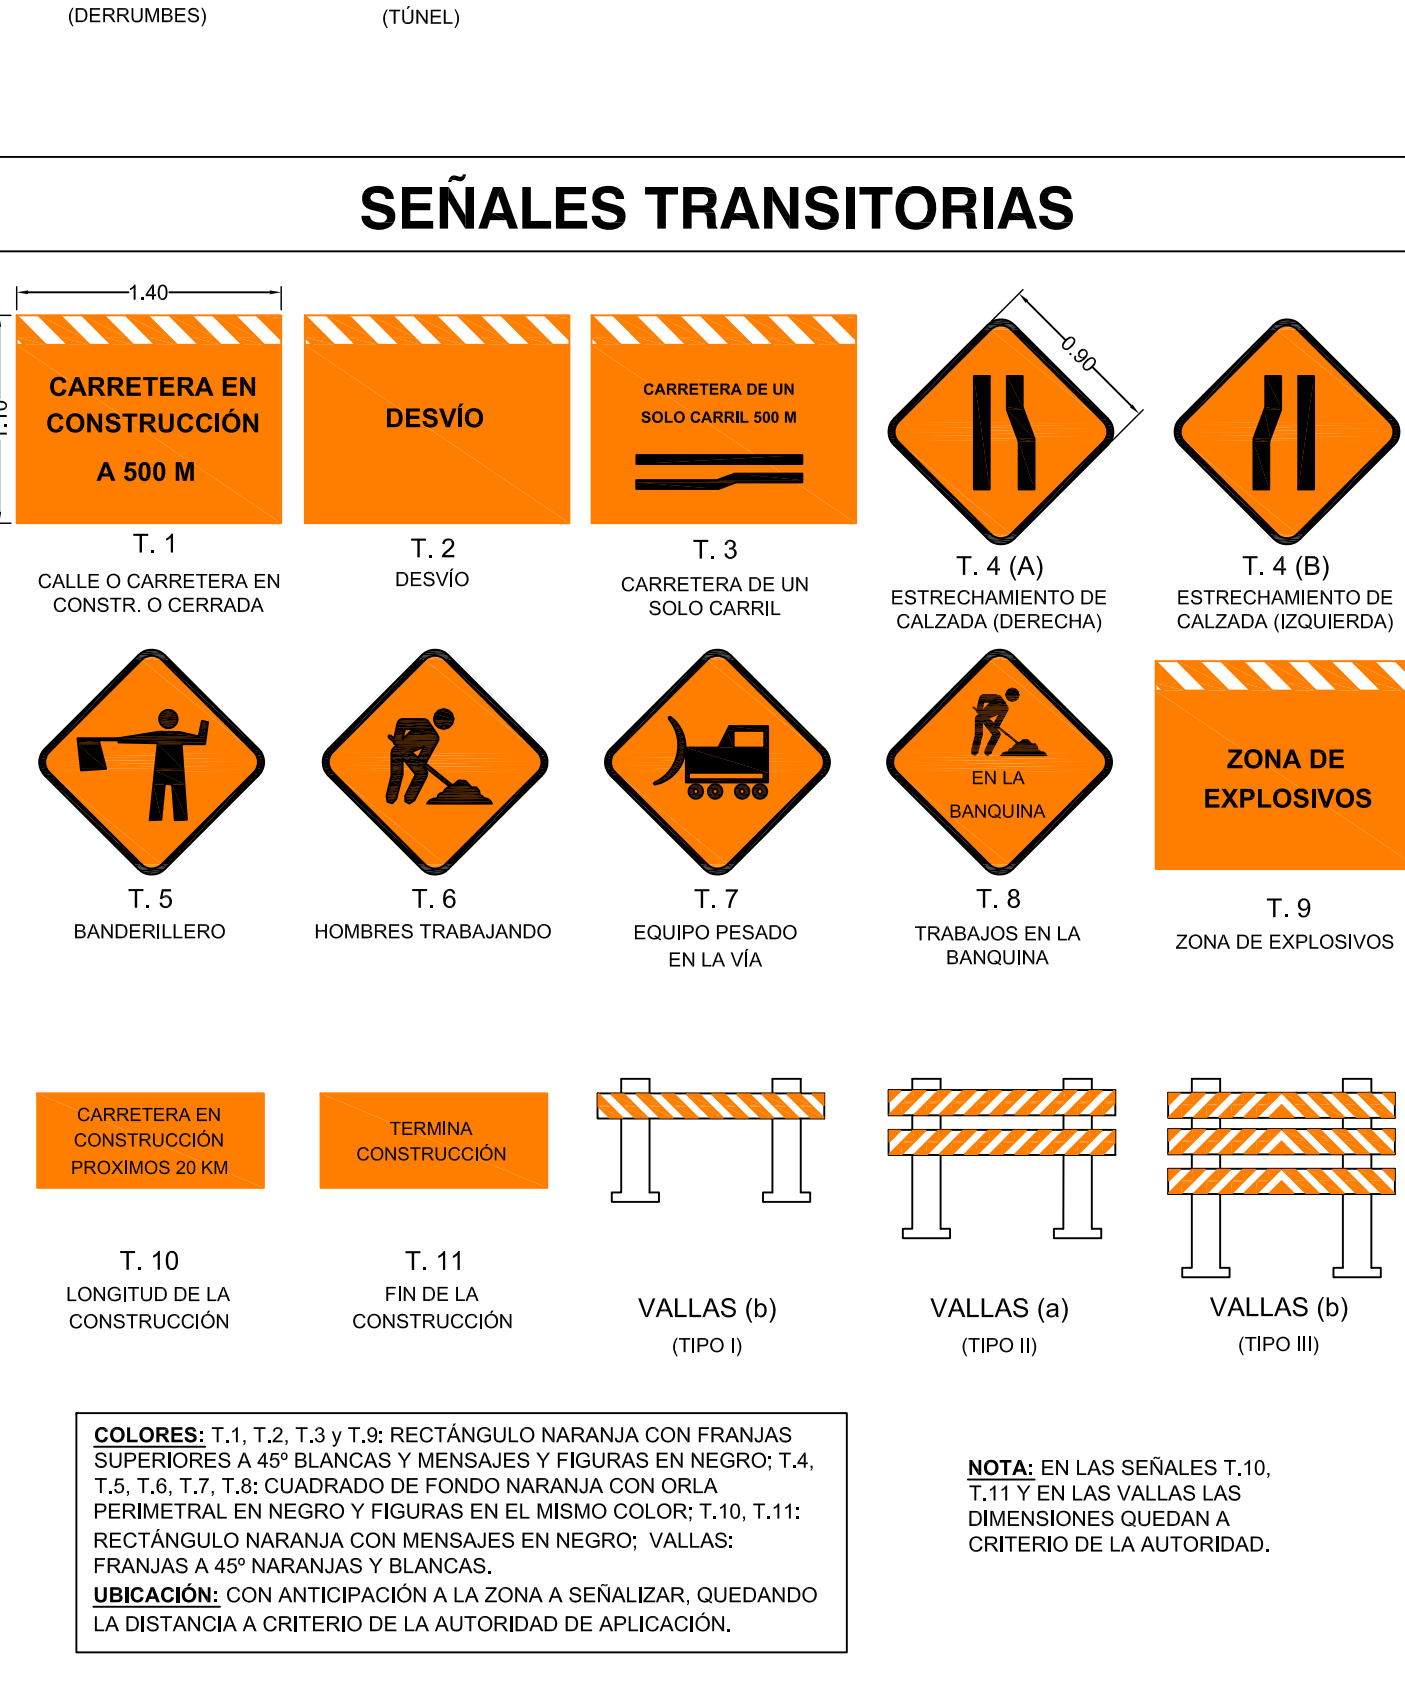 (DERRUMBES)
(TÚNEL)
SEÑALES TRANSITORIAS
1.40
1.10
CARRETERA EN
CONSTRUCCIÓN
A 500 M
T. 1
CALLE O CARRETERA EN
CONSTR. O CERRADA
DESVÍO
T. 2
DESVÍO
CARRETERA DE UN
SOLO CARRIL 500 M
T. 3
CARRETERA DE UN
SOLO CARRIL
0.90
T. 4 (A)
ESTRECHAMIENTO DE
CALZADA (DERECHA)
T. 4 (B)
ESTRECHAMIENTO DE
CALZADA (IZQUIERDA)
T. 5
BANDERILLERO
T. 6
HOMBRES TRABAJANDO
T. 7
EQUIPO PESADO
EN LA VÍA
EN LA
BANQUINA
T. 8
TRABAJOS EN LA
BANQUINA
ZONA DE
EXPLOSIVOS
T. 9
ZONA DE EXPLOSIVOS
CARRETERA EN
CONSTRUCCIÓN
PROXIMOS 20 KM
T. 10
LONGITUD DE LA
CONSTRUCCIÓN
TERMINA
CONSTRUCCIÓN
T. 11
FIN DE LA
CONSTRUCCIÓN
VALLAS (b)
(TIPO I)
VALLAS (a)
(TIPO II)
VALLAS (b)
(TIPO III)
COLORES: T.1, T.2, T.3 y T.9: RECTÁNGULO NARANJA CON FRANJAS
SUPERIORES A 45º BLANCAS Y MENSAJES Y FIGURAS EN NEGRO; T.4,
T.5, T.6, T.7, T.8: CUADRADO DE FONDO NARANJA CON ORLA
PERIMETRAL EN NEGRO Y FIGURAS EN EL MISMO COLOR; T.10, T.11:
RECTÁNGULO NARANJA CON MENSAJES EN NEGRO; VALLAS:
FRANJAS A 45º NARANJAS Y BLANCAS.
UBICACIÓN: CON ANTICIPACIÓN A LA ZONA A SEÑALIZAR, QUEDANDO
LA DISTANCIA A CRITERIO DE LA AUTORIDAD DE APLICACIÓN.
NOTA: EN LAS SEÑALES T.10,
T.11 Y EN LAS VALLAS LAS
DIMENSIONES QUEDAN A
CRITERIO DE LA AUTORIDAD.